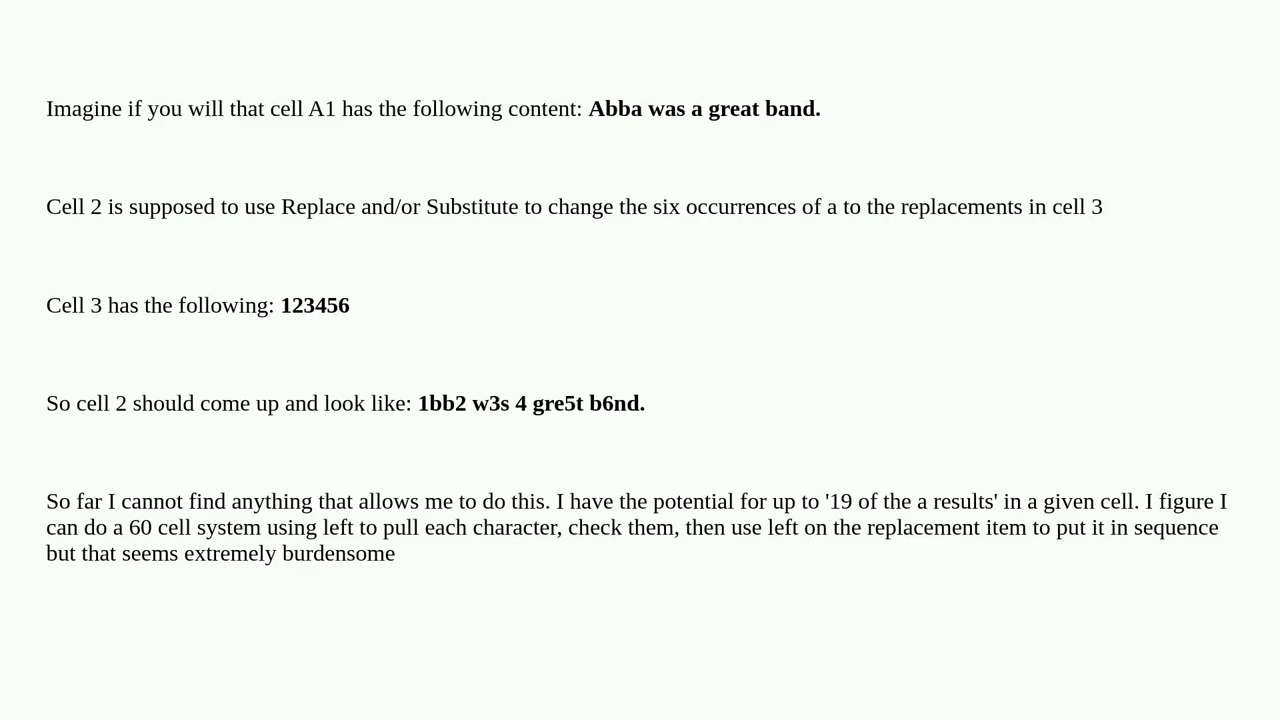 Imagine if you will that cell A1 has the following content: Abba was a great band.
Cell 2 is supposed to use Replace and/or Substitute to change the six occurrences of a to the replacements in cell 3
Cell 3 has the following: 123456
So cell 2 should come up and look like: 1bb2 w3s 4 gre5t b6nd.
So far I cannot find anything that allows me to do this. I have the potential for up to '19 of the a results' in a given cell. I figure I
can do a 60 cell system using left to pull each character, check them, then use left on the replacement item to put it in sequence
but that seems extremely burdensome